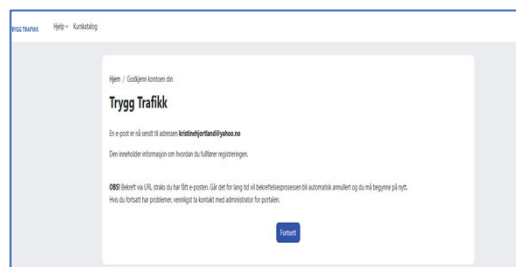 TRYGG TRAFIKK Hjelp Kurskatalog
Hjem / Godkjenn kontoen din
Trygg Trafikk
En e-post er nå sendt til adressen kristinehjortland@yahoo.no
Den inneholder informasjon om hvordan du fullfører registreringen.
OBS! Bekreft via URL straks du har fått e-posten. Går det for lang tid vil bekreftelsesprosessen bli automatisk annullert og du må begynne på nytt.
Hvis du fortsatt har problemer, vennligst ta kontakt med administrator for portalen.
Fortsett